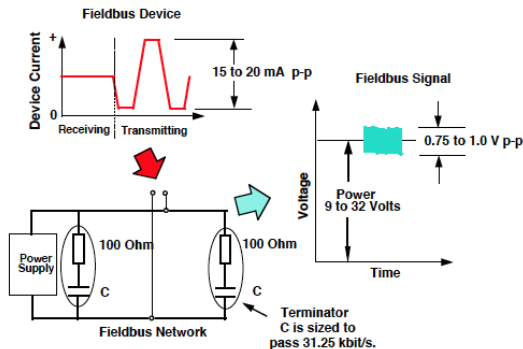 Fieldbus Device
+
Device Current
0
Receiving
Transmitting
15 to 20 mA p-p
Fieldbus Signal
Voltage
0.75 to 1.0 V p-p
Power
9 to 32 Volts
Time
Power
Supply
100 Ohm
C
100 Ohm
C
Fieldbus Network
Terminator
C is sized to
pass 31.25 kbit/s.